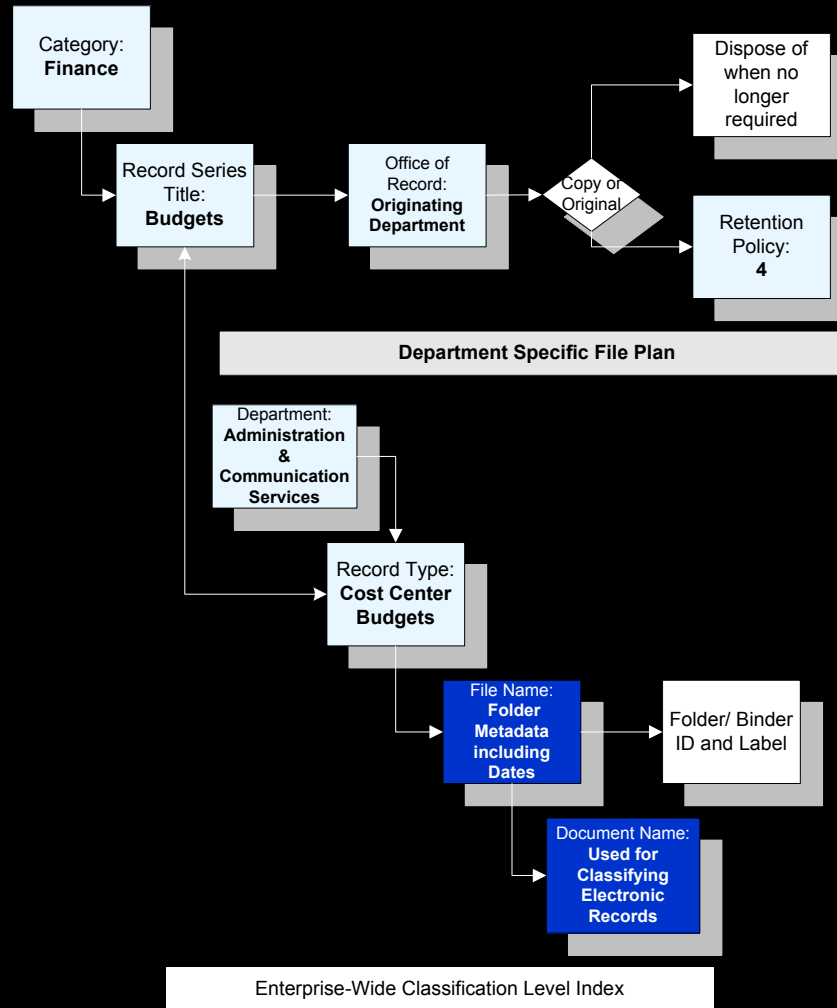 Category:
Finance
Dispose of
when no
longer
required
Record Series
Title:
Budgets
Office of
Record:
Originating
Department
Copy or
Original
Retention
Policy:
4
Department Specific File Plan
Department:
Administration
&
Communication
Services
Record Type:
Cost Center
Budgets
File Name:
Folder
Metadata
including
Dates
Folder/ Binder
ID and Label
Document Name:
Used for
Classifying
Electronic
Records
Enterprise-Wide Classification Level Index